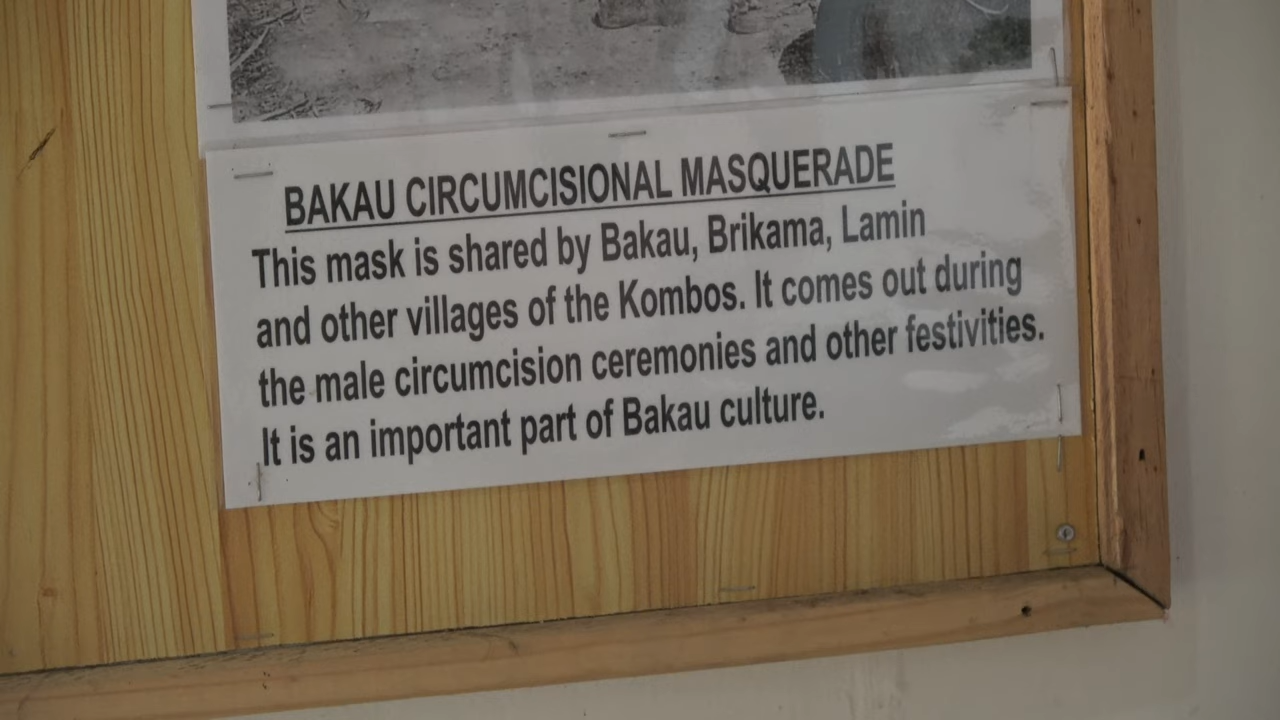 BAKAU CIRCUMCISIONAL MASQUERADE
This mask is shared by Bakau, Brikama, Lamin
and other villages of the Kombos. It comes out during
the male circumcision ceremonies and other festivities.
It is an important part of Bakau culture.